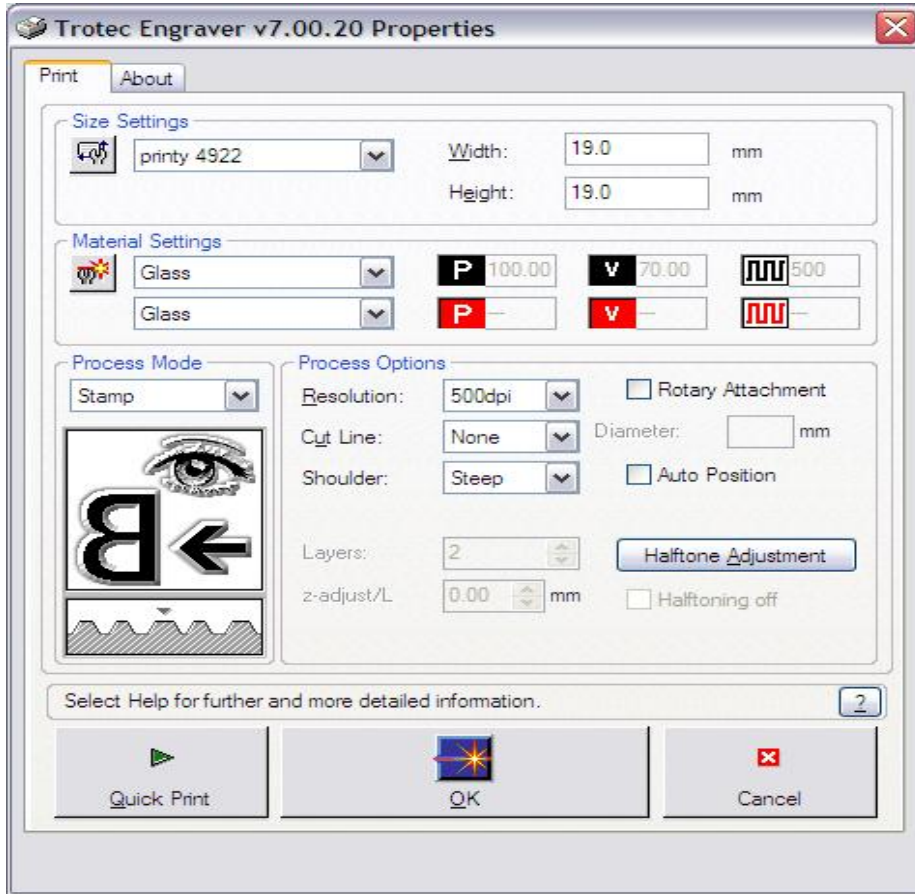 Trotec Engraver v7.00.20 Properties
Print About
Size Settings
printy 4922 Width: 19.0 mm
Height: 19.0 mm
Material Settings
Glass P 100.00 V 70.00 500
Glass P --- V --- ---
Process Mode Process Options
Stamp Resolution: 500dpi Rotary Attachment
Cut Line: None Diameter: mm
Shoulder: Steep Auto Position
B
Layers: 2 Halftone Adjustment
z-adjust/L 0.00 mm Halftoning off
Select Help for further and more detailed information. ?
Quick Print OK Cancel